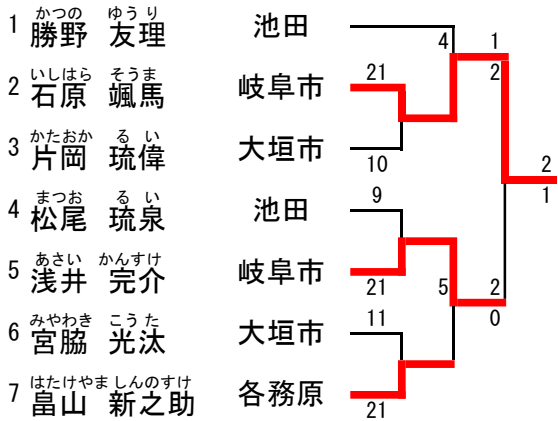 1 勝野 友理 かつの ゆうり 池田
2 石原 颯馬 いしはら そうま 岐阜市 21
3 片岡 琉偉 かたおか るい 大垣市 10
4 松尾 琉泉 まつお るい 池田 9
5 浅井 完介 あさい かんすけ 岐阜市 21
6 宮脇 光汰 みやわき こうた 大垣市 11
7 畠山 新之助 はたけやま しんのすけ 各務原 21
4 1
2
2
1
5 2
0